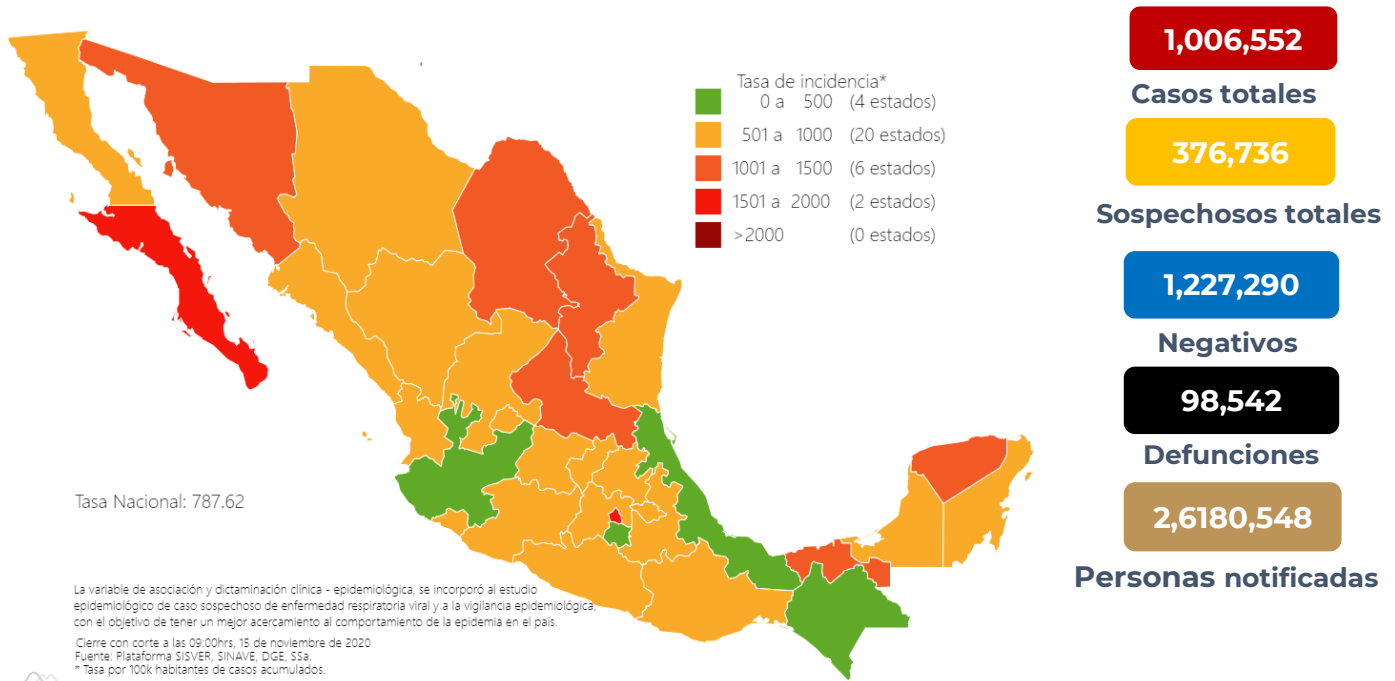 Tasa de incidencia*
0 a 500 (4 estados)
501 a 1000 (20 estados)
1001 a 1500 (6 estados)
1501 a 2000 (2 estados)
>2000 (0 estados)
Tasa Nacional: 787.62
La variable de asociación y dictaminación clínica - epidemiológica, se incorporó al estudio
epidemiológico de caso sospechoso de enfermedad respiratoria viral y a la vigilancia epidemiológica,
con el objetivo de tener un mejor acercamiento al comportamiento de la epidemia en el país.
Cierre con corte a las 09:00hrs, 15 de noviembre de 2020
Fuente: Plataforma SISVER, SINAVE, DGE, SSa.
* Tasa por 100k habitantes de casos acumulados.
1,006,552
Casos totales
376,736
Sospechosos totales
1,227,290
Negativos
98,542
Defunciones
2,6180,548
Personas notificadas